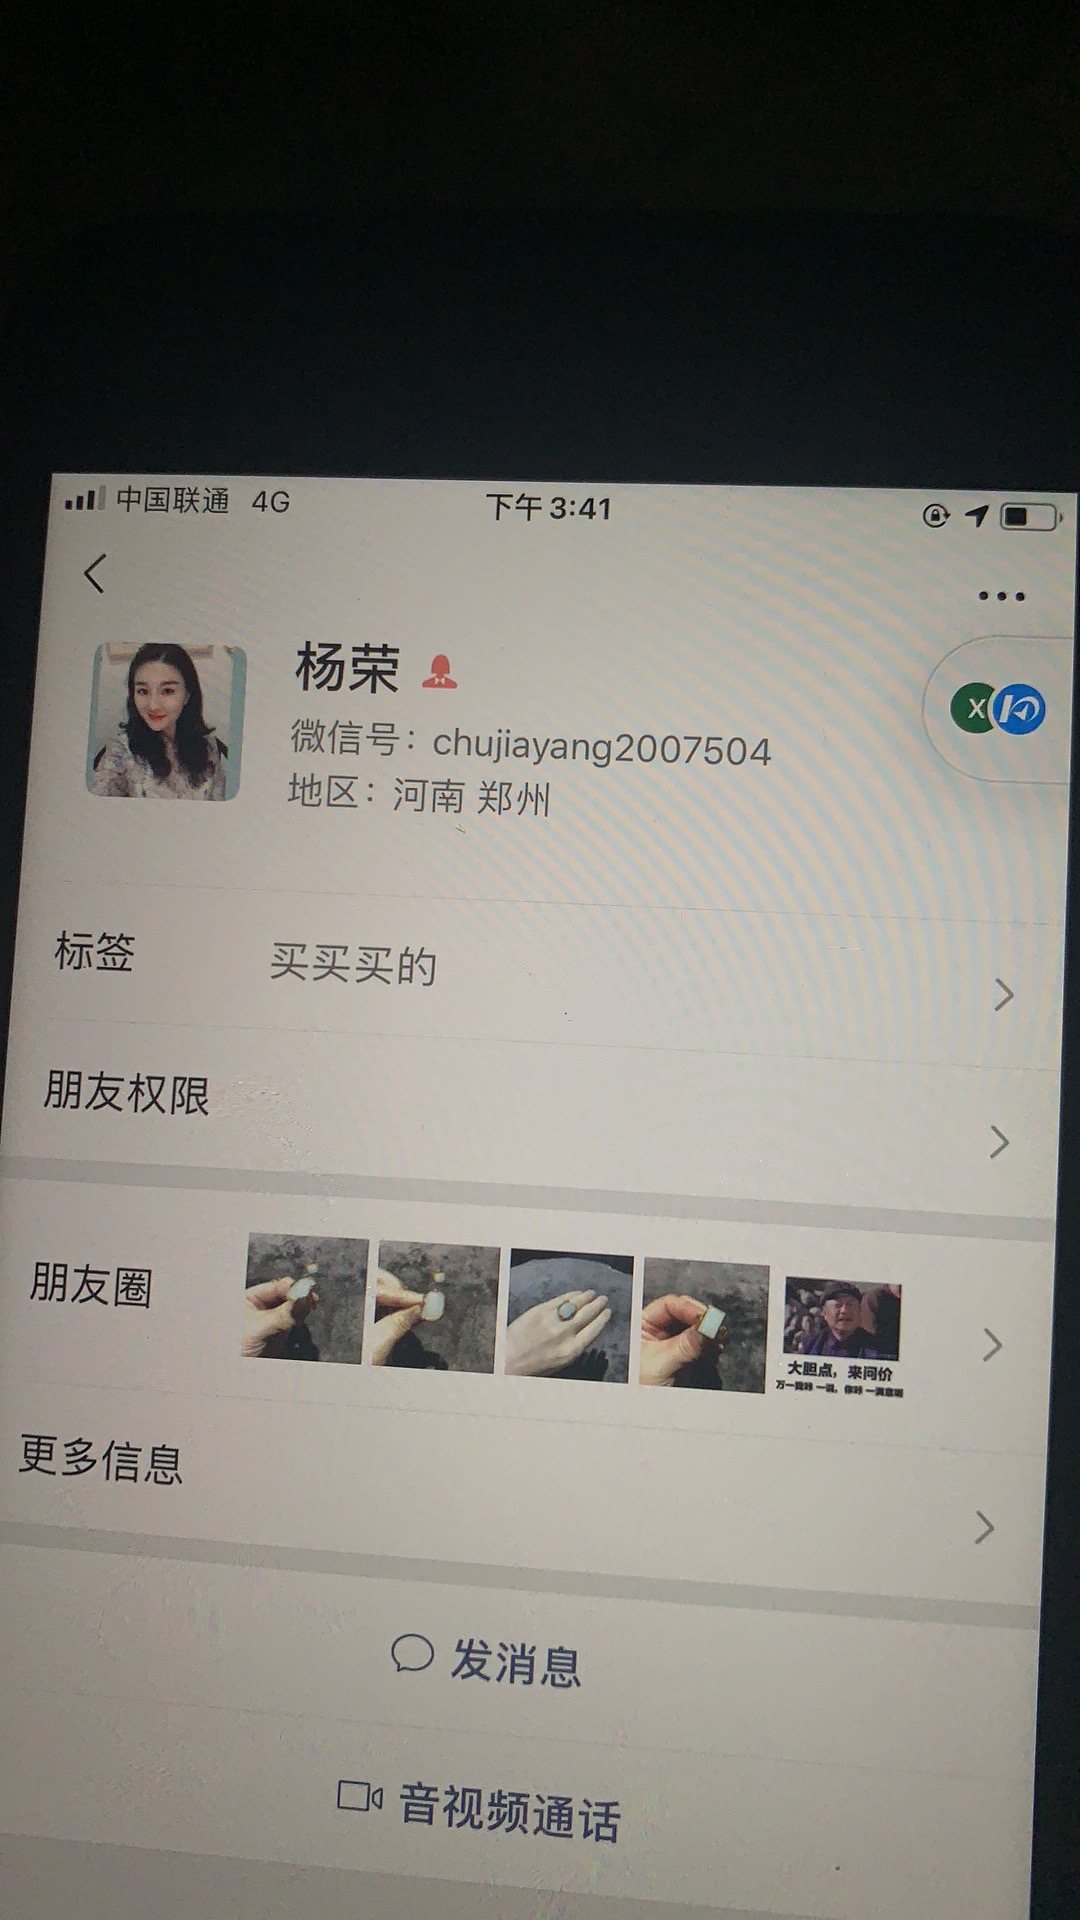 中国联通 4G 下午3:41
杨荣
微信号：chujiayang2007504
地区：河南 郑州
标签 买买买的
朋友权限
朋友圈
大胆点，来问价
更多信息
发消息
音视频通话